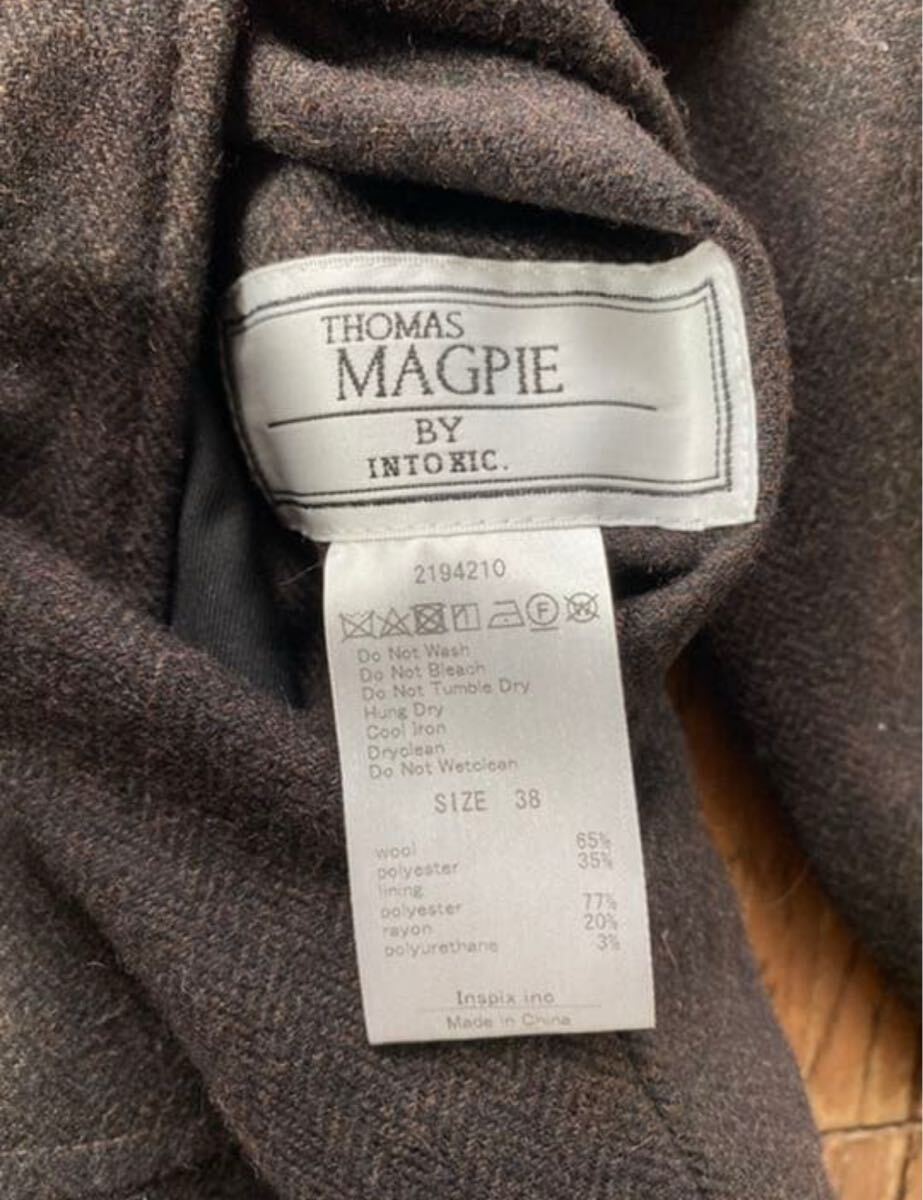 THOMAS
MAGPIE
BY
INTOXIC.
2194210
Do Not Wash
Do Not Bleach
Do Not Tumble Dry
Hung Dry
Cool Iron
Dryclean
Do Not Wetclean
SIZE 38
wool 65%
polyester 35%
lining
polyester 77%
rayon 20%
polyurethane 3%
Inspix inc
Made in China